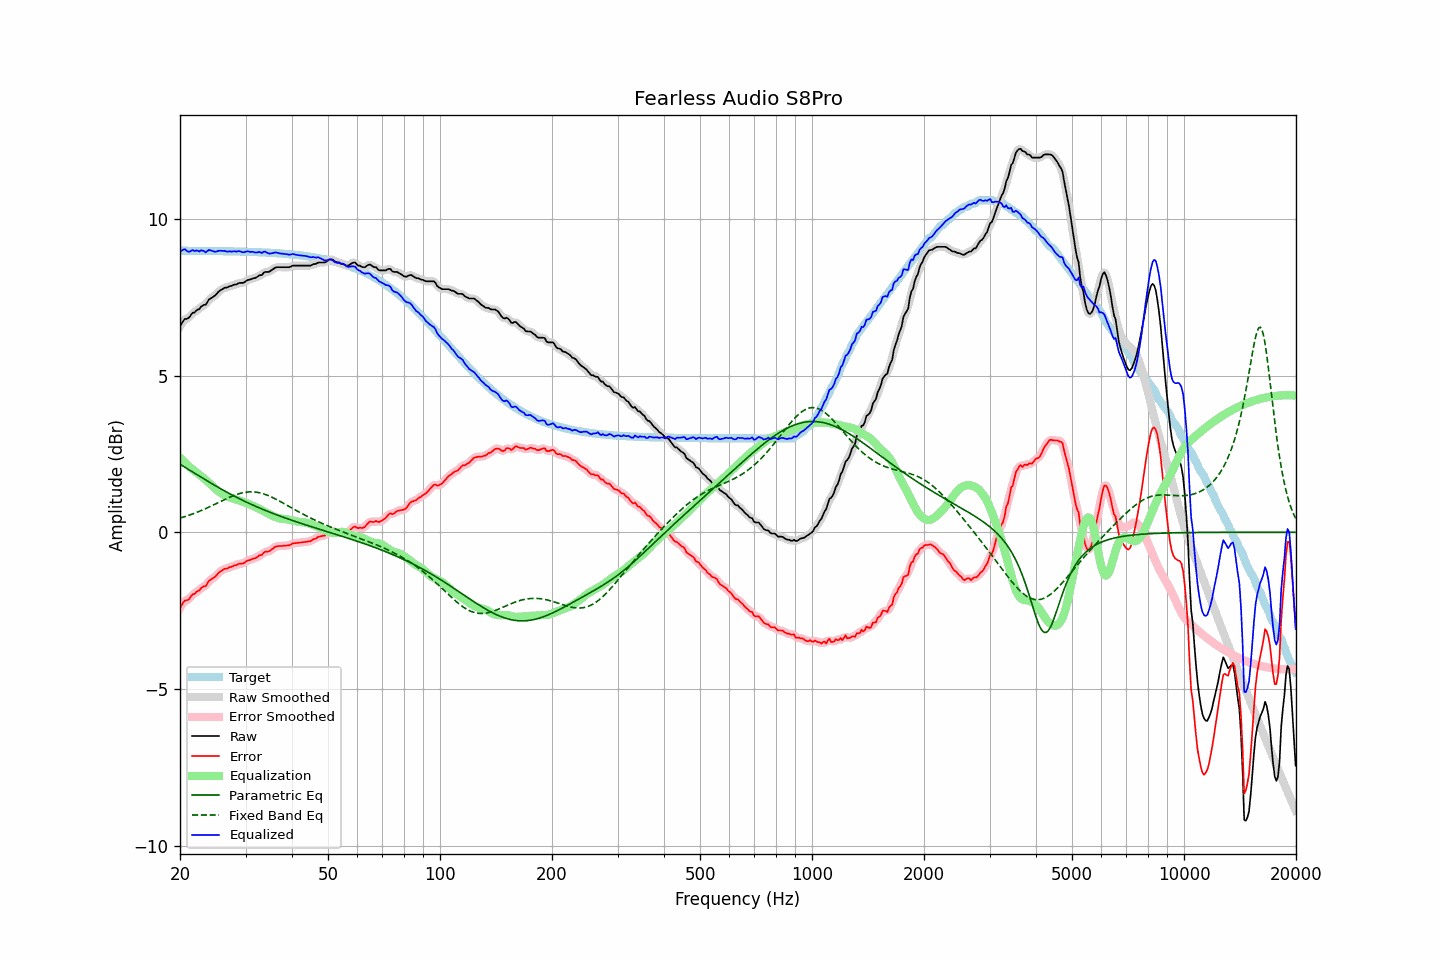 Fearless Audio S8Pro
Amplitude (dBr)
10
5
0
−5
−10
Target
Raw Smoothed
Error Smoothed
Raw
Error
Equalization
Parametric Eq
Fixed Band Eq
Equalized
20 50 100 200 500 1000 2000 5000 10000 20000
Frequency (Hz)